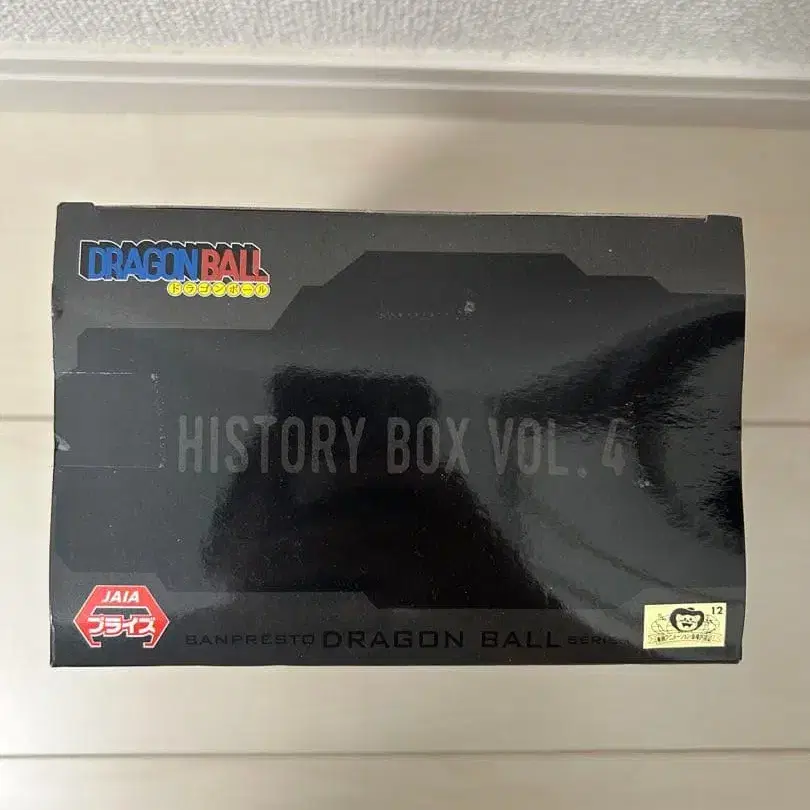 DRAGON BALL
ドラゴンボール
HISTORY BOX VOL. 4
JAIA
プライズ
BANPRESTO DRAGON BALL
12